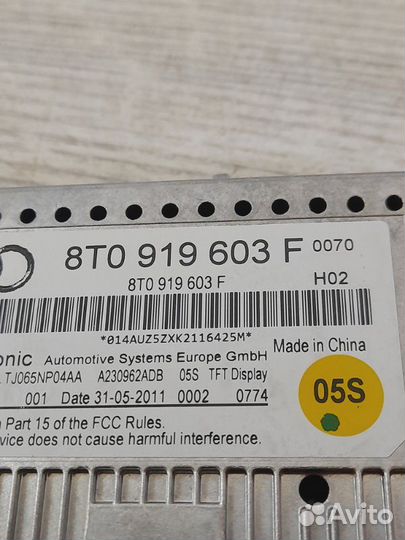 8T0 919 603 F 0070
8T0 919 603 F H02
*014AUZ5ZXK2116425M*
onic Automotive Systems Europe GmbH
Made in China
TJ065NP04AA A230962ADB 05S TFT Display
001 Date 31-05-2011 0002 0774
05S
Part 15 of the FCC Rules.
vice does not cause harmful interference.
Avito